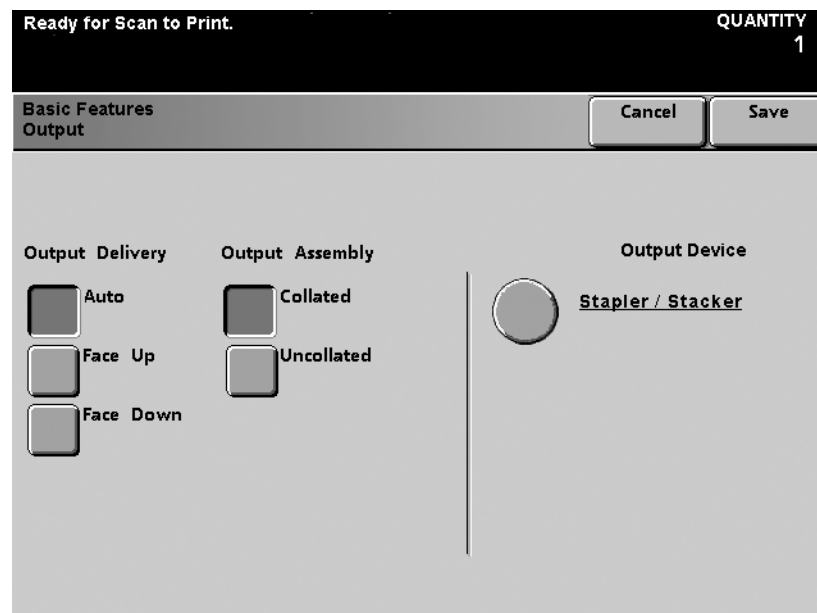 Ready for Scan to Print.
QUANTITY
1
Basic Features
Output
Cancel
Save
Output Delivery
Auto
Face Up
Face Down
Output Assembly
Collated
Uncollated
Output Device
Stapler / Stacker